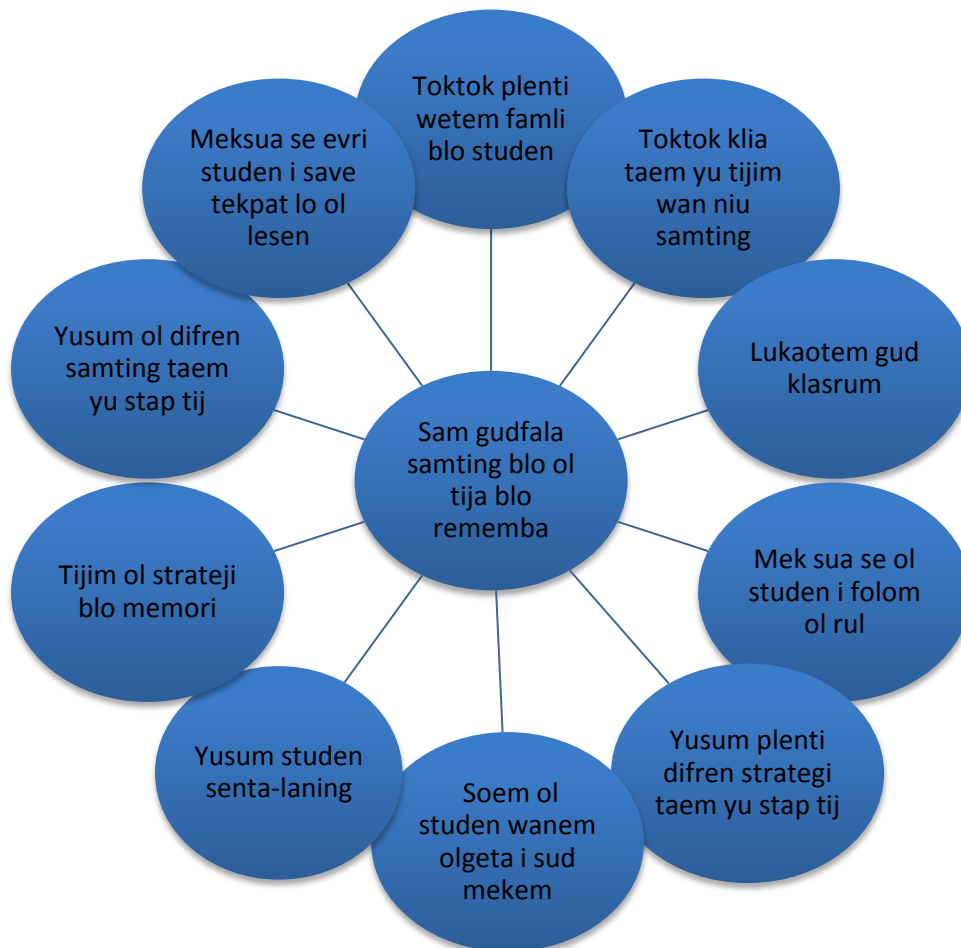 Toktok plenti
wetem famli
blo studen
Toktok klia
taem yu tijim
wan niu
samting
Lukaotem gud
klasrum
Mek sua se ol
studen i folom
ol rul
Yusum plenti
difren strategi
taem yu stap tij
Soem ol
studen wanem
olgeta i sud
mekem
Yusum studen
senta-laning
Tijim ol strateji
blo memori
Yusum ol difren
samting taem
yu stap tij
Meksua se evri
studen i save
tekpat lo ol
lesen
Sam gudfala
samting blo ol
tija blo
rememba